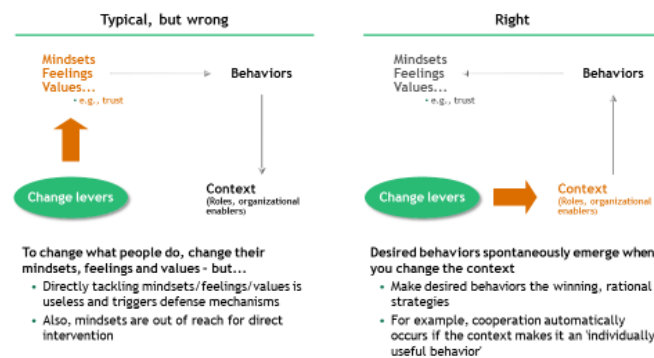 Typical, but wrong
Mindsets
Feelings
Values...
• e.g., trust
Behaviors
Change levers
Context
(Roles, organizational
enablers)
To change what people do, change their
mindsets, feelings and values - but...
• Directly tackling mindsets/feelings/values is
useless and triggers defense mechanisms
• Also, mindsets are out of reach for direct
intervention
Right
Mindsets
Feelings
Values...
• e.g., trust
Behaviors
Change levers
Context
(Roles, organizational
enablers)
Desired behaviors spontaneously emerge when
you change the context
• Make desired behaviors the winning, rational
strategies
• For example, cooperation automatically
occurs if the context makes it an 'individually
useful behavior'